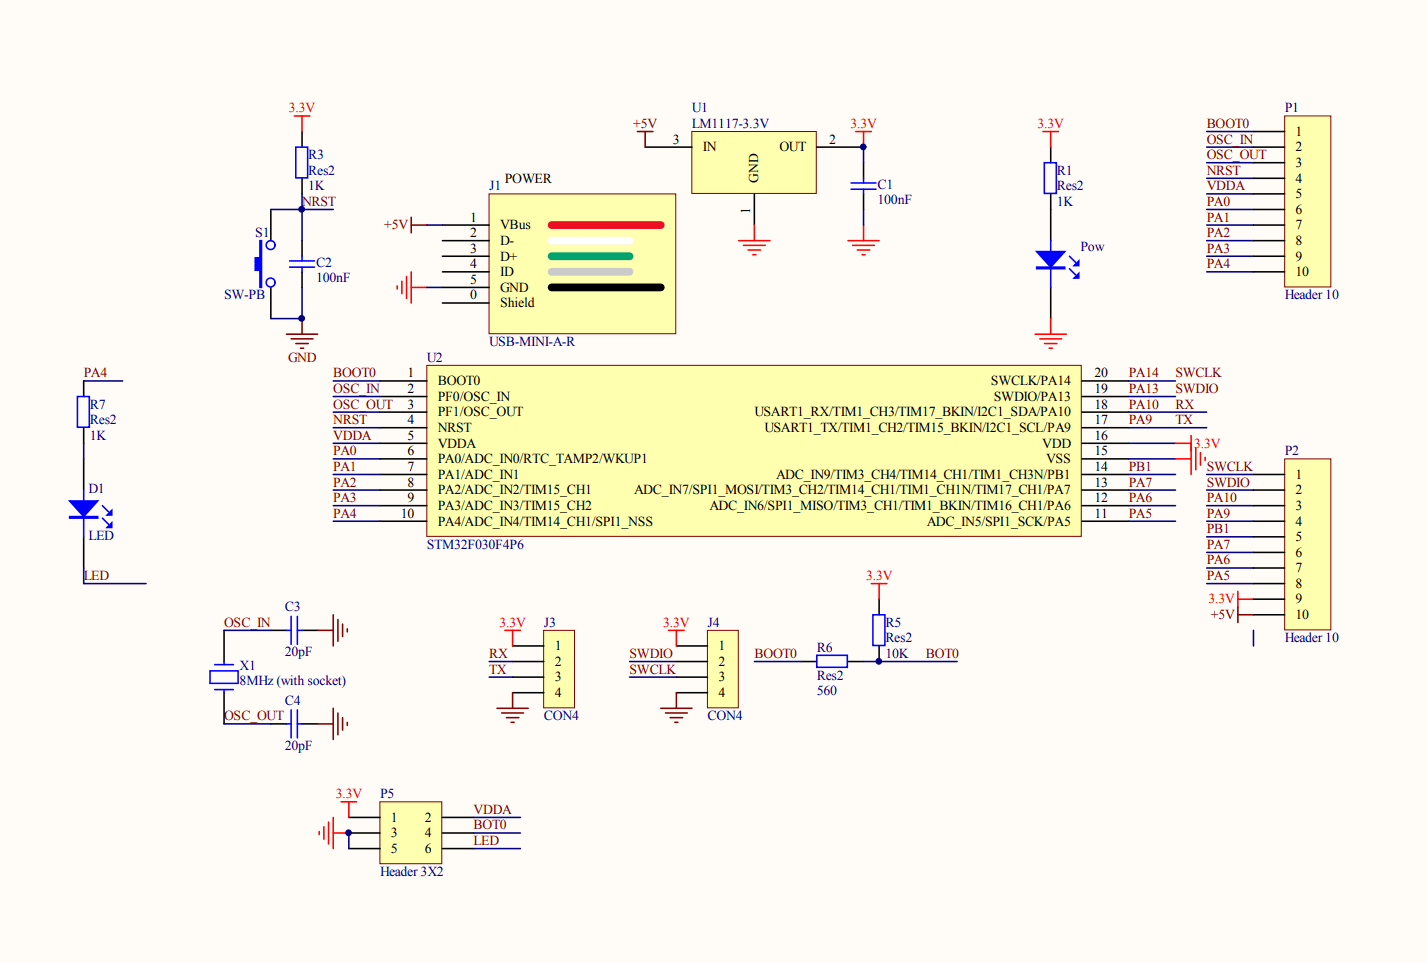 3.3V
R3
Res2
1K
NRST
S1
SW-PB
C2
100nF
GND
J1 POWER
+5V
1 VBus
2 D-
3 D+
4 ID
5 GND
0 Shield
USB-MINI-A-R
U1
LM1117-3.3V
+5V 3 IN OUT 2 3.3V
GND
1
C1
100nF
3.3V
R1
Res2
1K
Pow
P1
BOOT0 1
OSC_IN 2
OSC_OUT 3
NRST 4
VDDA 5
PA0 6
PA1 7
PA2 8
PA3 9
PA4 10
Header 10
PA4
R7
Res2
1K
D1
LED
LED
U2
BOOT0 1 BOOT0
OSC_IN 2 PF0/OSC_IN
OSC_OUT 3 PF1/OSC_OUT
NRST 4 NRST
VDDA 5 VDDA
PA0 6 PA0/ADC_IN0/RTC_TAMP2/WKUP1
PA1 7 PA1/ADC_IN1
PA2 8 PA2/ADC_IN2/TIM15_CH1
PA3 9 PA3/ADC_IN3/TIM15_CH2
PA4 10 PA4/ADC_IN4/TIM14_CH1/SPI1_NSS
SWCLK/PA14 20 PA14 SWCLK
SWDIO/PA13 19 PA13 SWDIO
USART1_RX/TIM1_CH3/TIM17_BKIN/I2C1_SDA/PA10 18 PA10 RX
USART1_TX/TIM1_CH2/TIM15_BKIN/I2C1_SCL/PA9 17 PA9 TX
VDD 16 3.3V
VSS 15
ADC_IN9/TIM3_CH4/TIM14_CH1/TIM1_CH3N/PB1 14 PB1
ADC_IN7/SPI1_MOSI/TIM3_CH2/TIM14_CH1/TIM1_CH1N/TIM17_CH1/PA7 13 PA7
ADC_IN6/SPI1_MISO/TIM3_CH1/TIM1_BKIN/TIM16_CH1/PA6 12 PA6
ADC_IN5/SPI1_SCK/PA5 11 PA5
STM32F030F4P6
P2
SWCLK 1
SWDIO 2
PA10 3
PA9 4
PB1 5
PA7 6
PA6 7
PA5 8
3.3V 9
+5V 10
Header 10
OSC_IN
C3
20pF
X1
8MHz (with socket)
OSC_OUT
C4
20pF
3.3V J3
1
RX 2
TX 3
4
CON4
3.3V J4
1
SWDIO 2
SWCLK 3
4
CON4
3.3V
R5
Res2
10K
BOOT0
R6
Res2
560
BOT0
3.3V P5
1 2 VDDA
3 4 BOT0
5 6 LED
Header 3X2